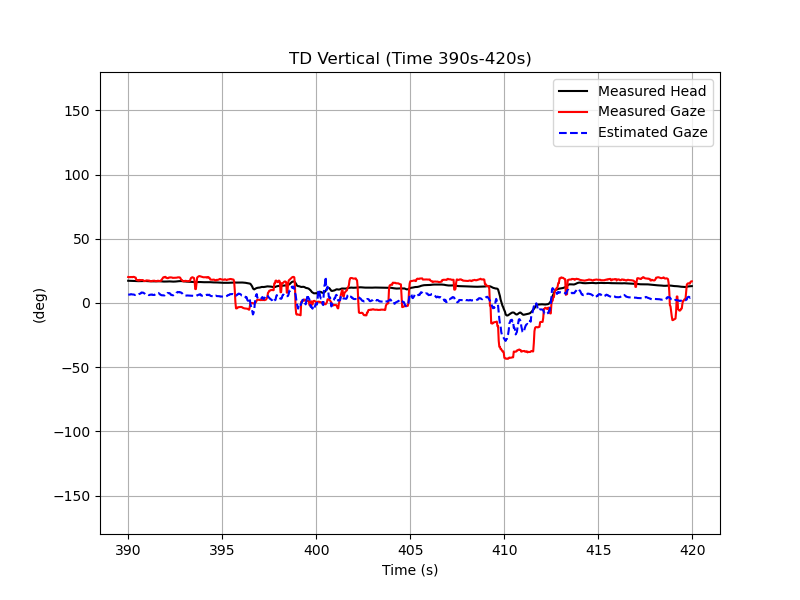 TD Vertical (Time 390s-420s)
Measured Head
Measured Gaze
Estimated Gaze
150
100
50
0
−50
−100
−150
(deg)
390 395 400 405 410 415 420
Time (s)